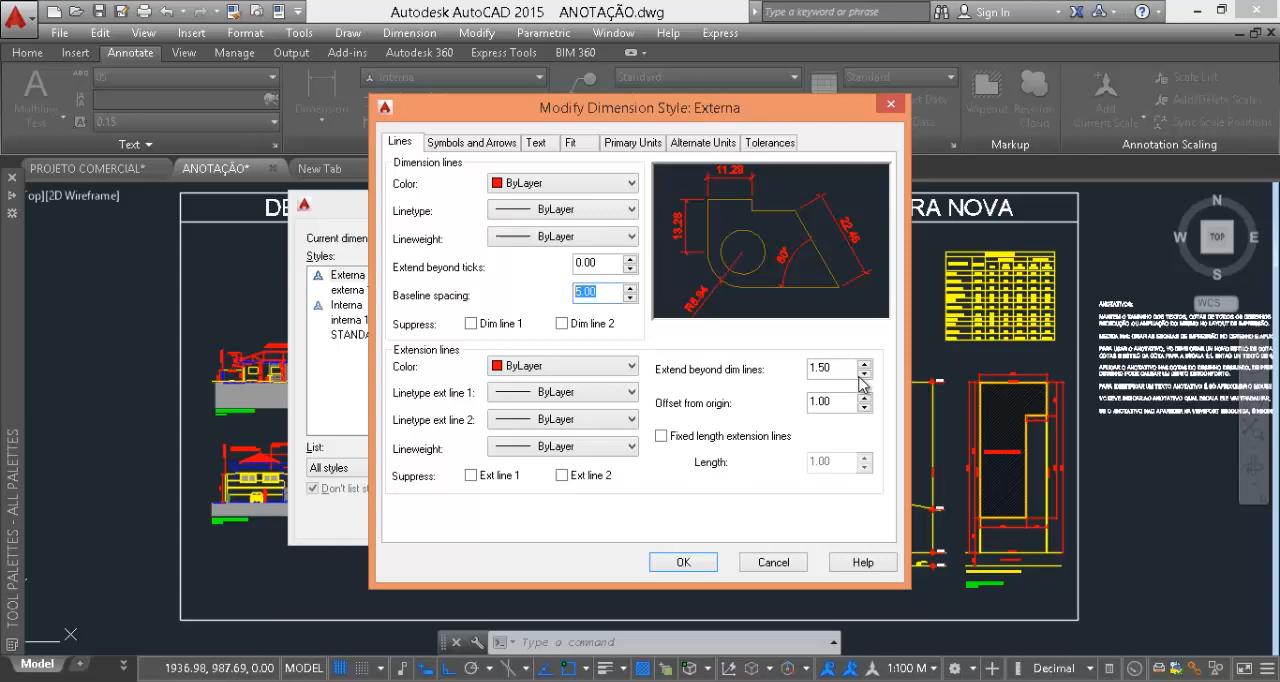 Autodesk AutoCAD 2015 ANOTAÇÃO.dwg
Type a keyword or phrase
Sign In
File Edit View Insert Format Tools Draw Dimension Modify Parametric Window Help Express
Home Insert Annotate View Manage Output Add-ins Autodesk 360 Express Tools BIM 360
Multiline
Text
0.15
Dimension
Interna
Standard
Standard
Wipeout
Revision
Cloud
Add
Current Scale
Scale List
Add/Delete Scales
Sync Scale Positions
Text
Markup
Annotation Scaling
PROJETO COMERCIAL*
ANOTAÇÃO*
New Tab
[2D Wireframe]
DE
RA NOVA
N
W
TOP
E
S
WCS
Current dimen
Styles:
Externa
externa
Interna
interna 1
STANDA
List:
All styles
Don't list st
Modify Dimension Style: Externa
Lines Symbols and Arrows Text Fit Primary Units Alternate Units Tolerances
Dimension lines
Color: ByLayer
Linetype: ByLayer
Lineweight: ByLayer
Extend beyond ticks: 0.00
Baseline spacing: 5.00
Suppress: Dim line 1 Dim line 2
11.28
13.28
22.46
60°
R8.94
Extension lines
Color: ByLayer
Linetype ext line 1: ByLayer
Linetype ext line 2: ByLayer
Lineweight: ByLayer
Suppress: Ext line 1 Ext line 2
Extend beyond dim lines: 1.50
Offset from origin: 1.00
Fixed length extension lines
Length: 1.00
OK Cancel Help
TOOL PALETTES - ALL PALETTES
X
Type a command
Model
1936.98, 987.69, 0.00 MODEL
1:100 M
Decimal